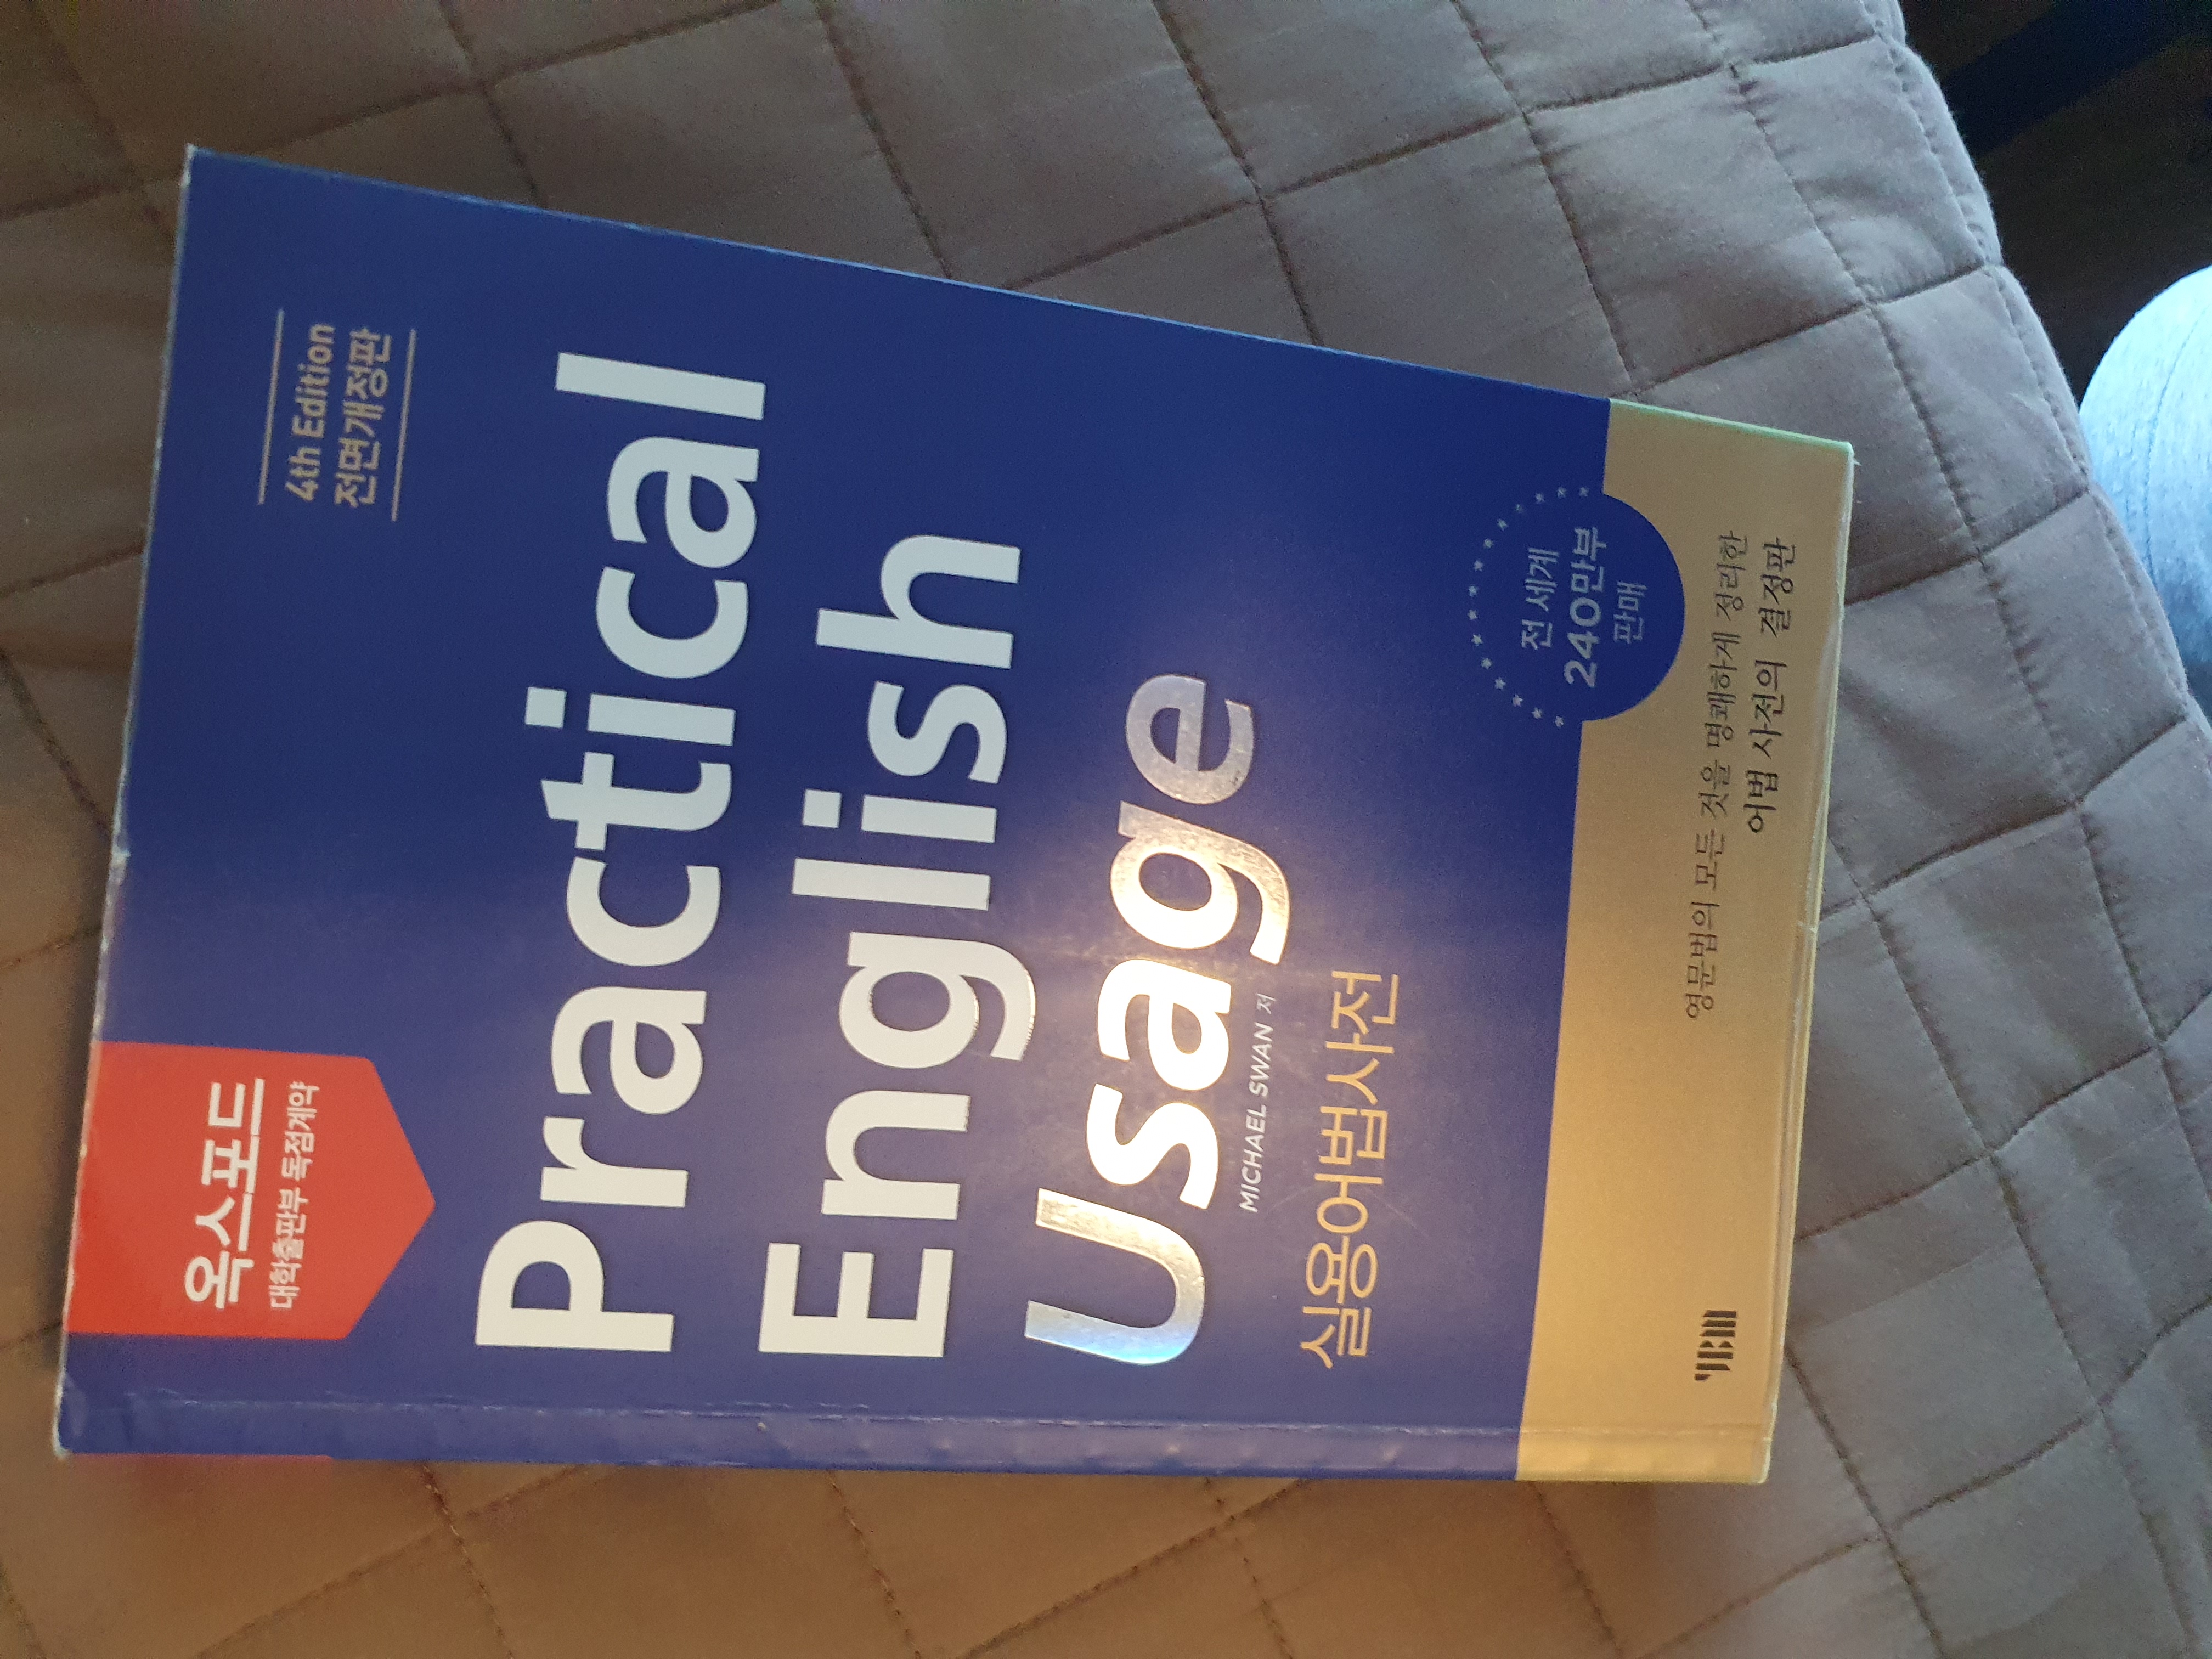 옥스포드
대학출판부 독점계약
4th Edition
전면개정판
Practical
English
Usage
MICHAEL SWAN 저
실용어법사전
전 세계
240만부
판매
영문법의 모든 것을 명쾌하게 정리한
어법 사전의 결정판
YBM